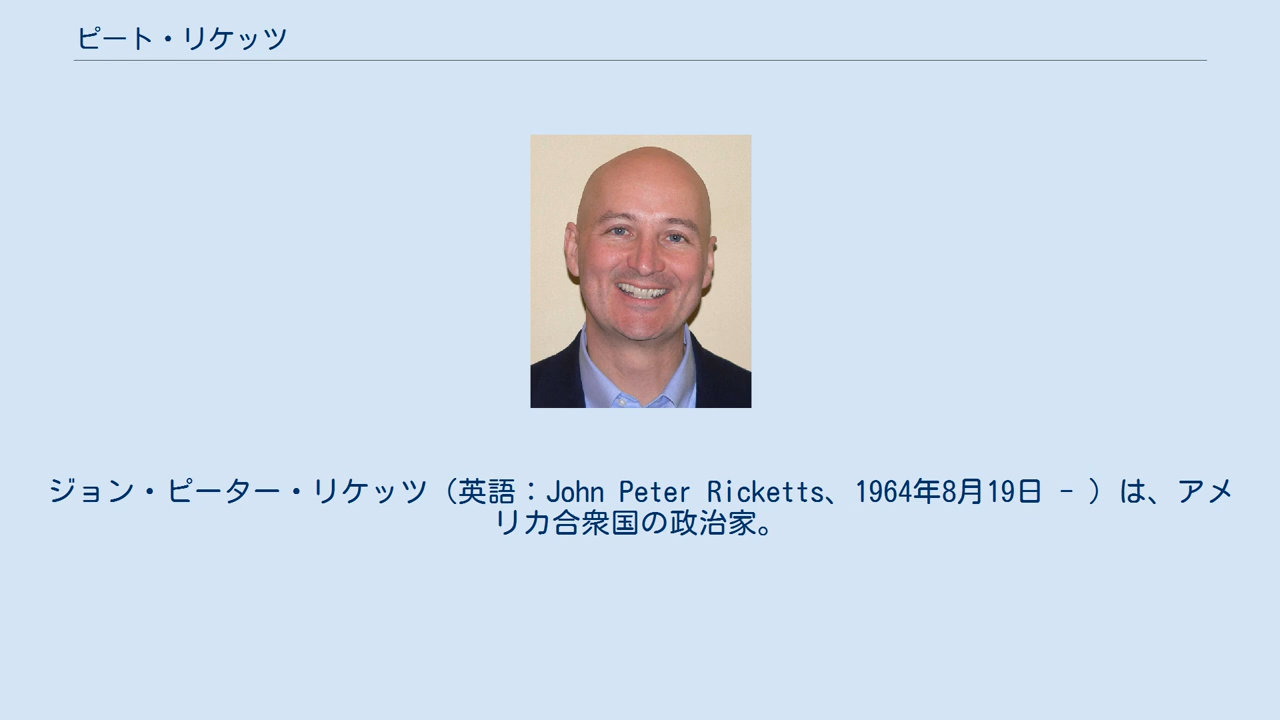 ピート・リケッツ
ジョン・ピーター・リケッツ（英語：John Peter Ricketts、1964年8月19日 - ）は、アメ
リカ合衆国の政治家。